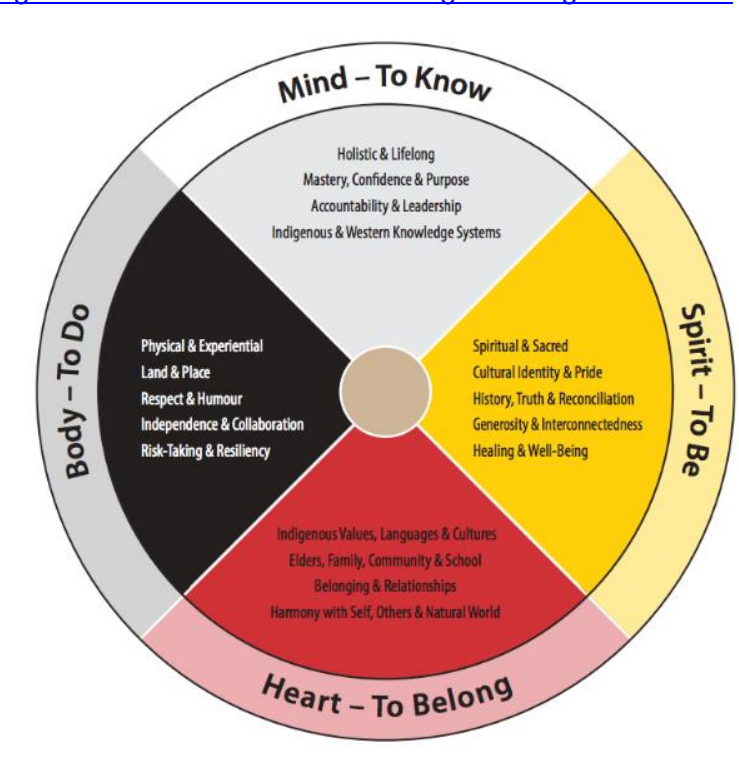 Mind – To Know
Holistic & Lifelong
Mastery, Confidence & Purpose
Accountability & Leadership
Indigenous & Western Knowledge Systems
Body – To Do
Physical & Experiential
Land & Place
Respect & Humour
Independence & Collaboration
Risk-Taking & Resiliency
Spirit – To Be
Spiritual & Sacred
Cultural Identity & Pride
History, Truth & Reconciliation
Generosity & Interconnectedness
Healing & Well-Being
Indigenous Values, Languages & Cultures
Elders, Family, Community & School
Belonging & Relationships
Harmony with Self, Others & Natural World
Heart – To Belong